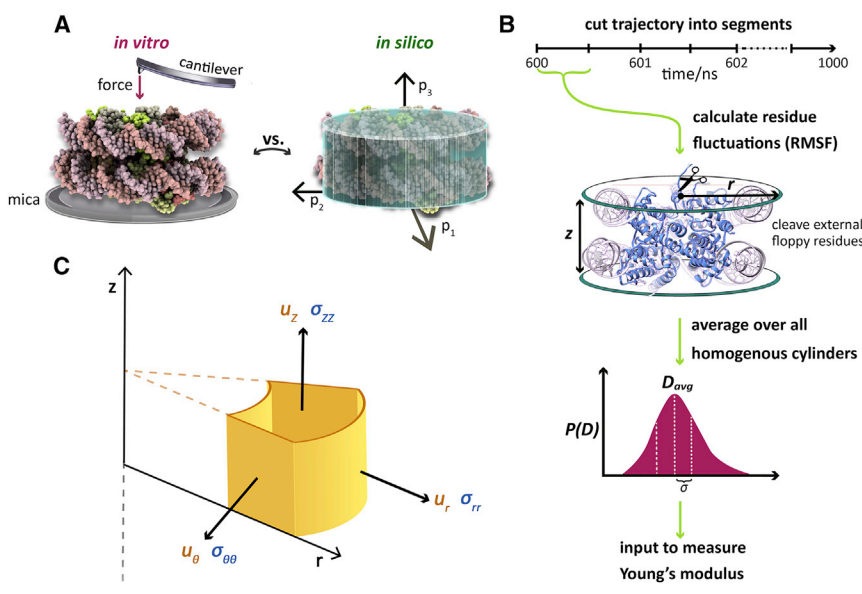 A
in vitro
in silico
cantilever
force
p3
vs.
mica
p2
p1
B
cut trajectory into segments
600 601 602 1000
time/ns
calculate residue
fluctuations (RMSF)
r
z
cleave external
floppy residues
average over all
homogenous cylinders
Davg
P(D)
σ
input to measure
Young's modulus
C
z
uZ σZZ
ur σrr
uθ σθθ
r